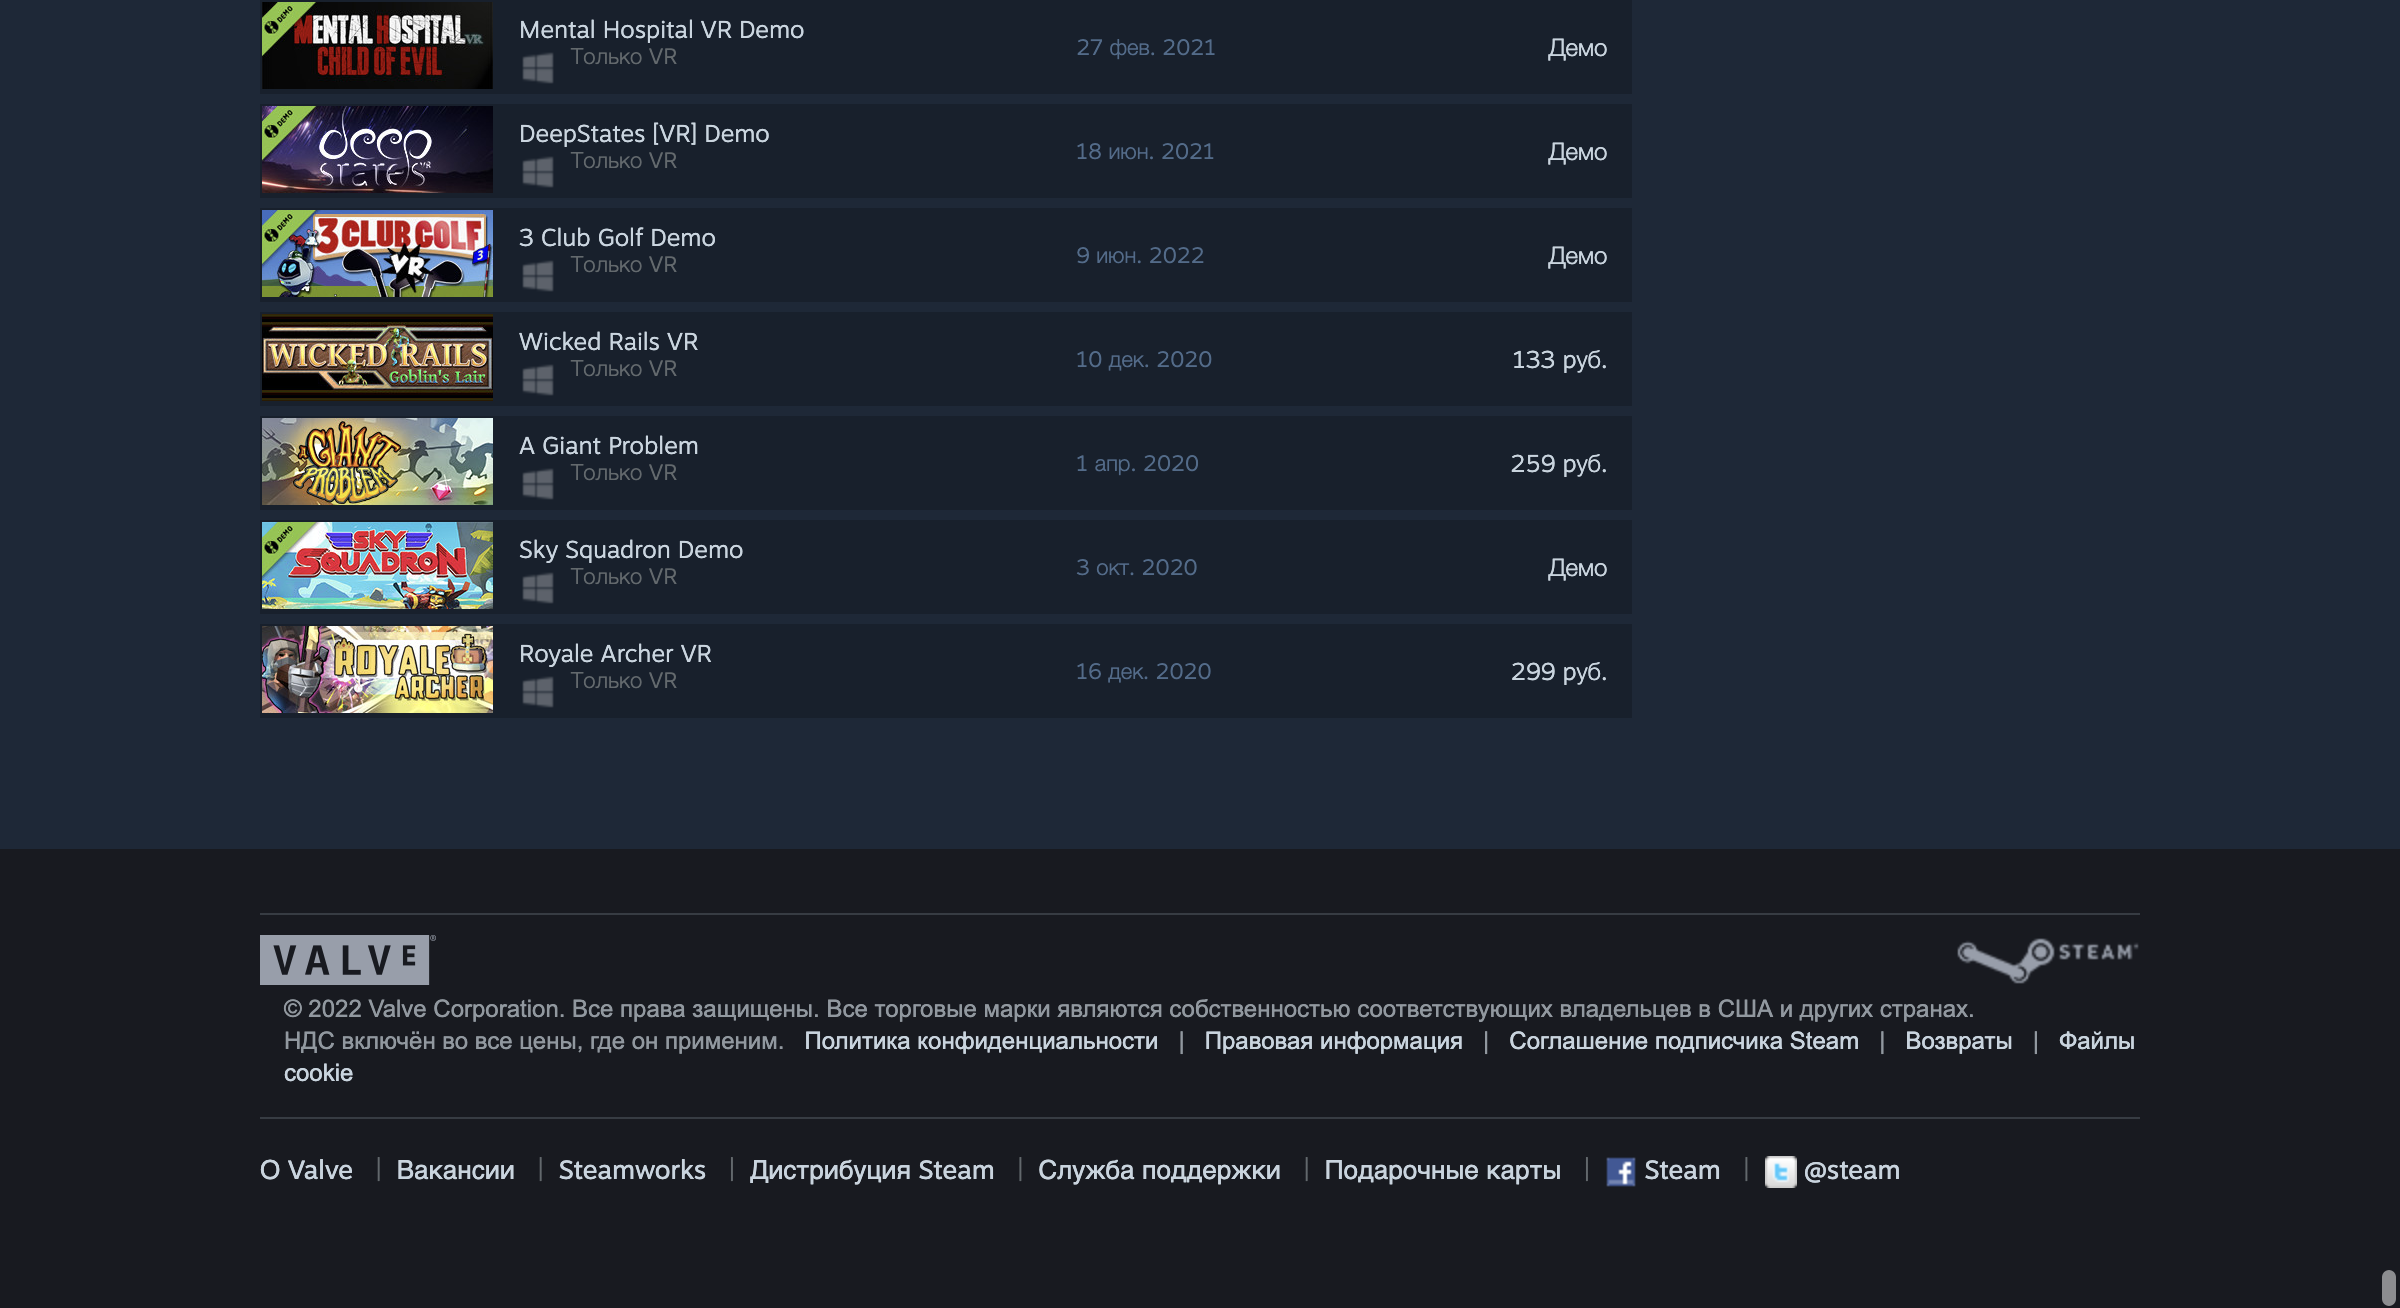 DEMO
MENTAL HOSPITAL VR
CHILD OF EVIL
Mental Hospital VR Demo
Только VR
27 фев. 2021
Демо
DEMO
deep
states VR
DeepStates [VR] Demo
Только VR
18 июн. 2021
Демо
DEMO
3 CLUB GOLF
VR
3
3 Club Golf Demo
Только VR
9 июн. 2022
Демо
WICKED RAILS
Goblin's Lair
Wicked Rails VR
Только VR
10 дек. 2020
133 руб.
A GIANT
PROBLEM
A Giant Problem
Только VR
1 апр. 2020
259 руб.
DEMO
SKY
SQUADRON
Sky Squadron Demo
Только VR
3 окт. 2020
Демо
ROYALE
ARCHER
Royale Archer VR
Только VR
16 дек. 2020
299 руб.
VALVE®
STEAM
© 2022 Valve Corporation. Все права защищены. Все торговые марки являются собственностью соответствующих владельцев в США и других странах.
НДС включён во все цены, где он применим. Политика конфиденциальности | Правовая информация | Соглашение подписчика Steam | Возвраты | Файлы
cookie
О Valve | Вакансии | Steamworks | Дистрибуция Steam | Служба поддержки | Подарочные карты | Steam | @steam